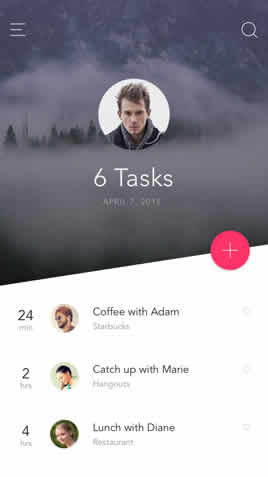 6 Tasks
APRIL 7, 2015
24
min
Coffee with Adam
Starbucks
2
hrs
Catch up with Marie
Hangouts
4
hrs
Lunch with Diane
Restaurant